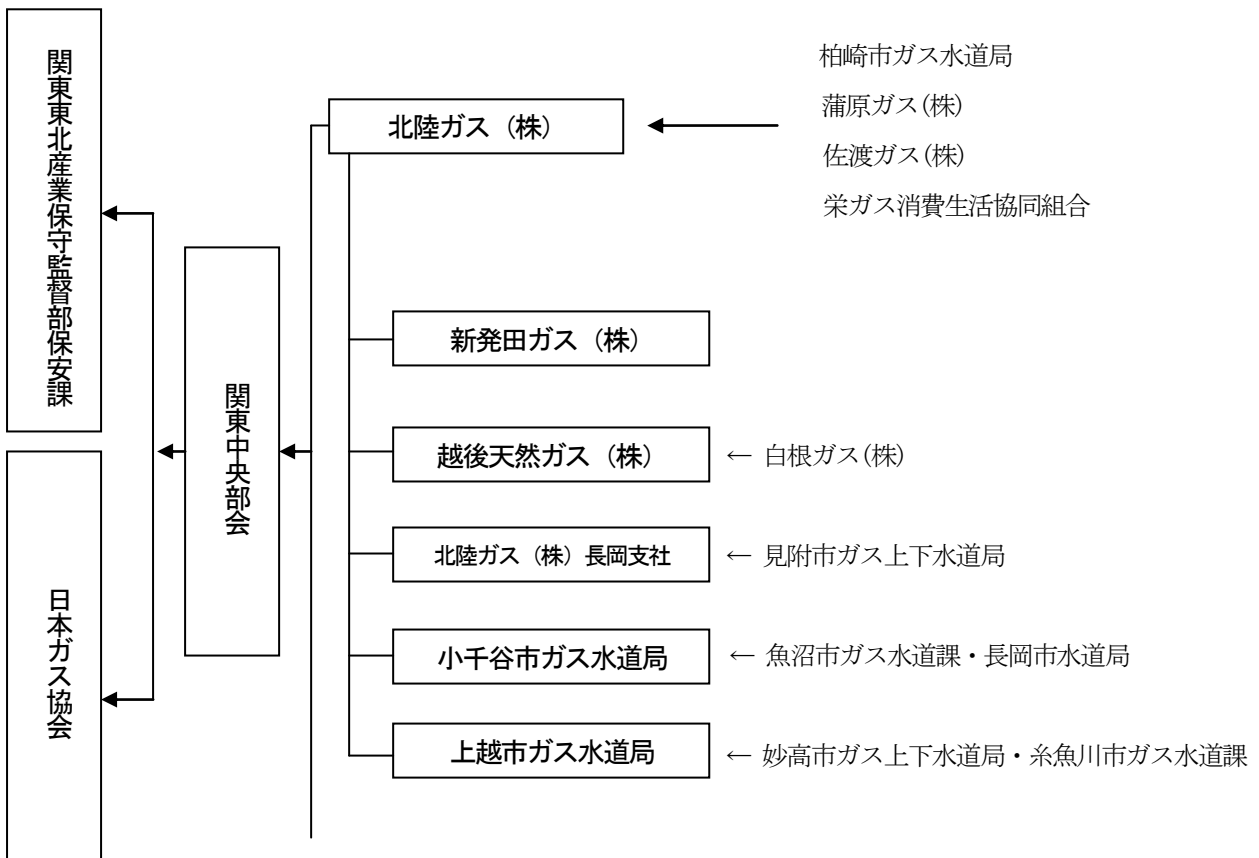 関東東北産業保守監督部保安課
日本ガス協会
関東中央部会
北陸ガス（株）
柏崎市ガス水道局
蒲原ガス(株)
佐渡ガス(株)
栄ガス消費生活協同組合
新発田ガス（株）
越後天然ガス（株）
← 白根ガス(株)
北陸ガス（株）長岡支社
← 見附市ガス上下水道局
小千谷市ガス水道局
← 魚沼市ガス水道課・長岡市水道局
上越市ガス水道局
← 妙高市ガス上下水道局・糸魚川市ガス水道課